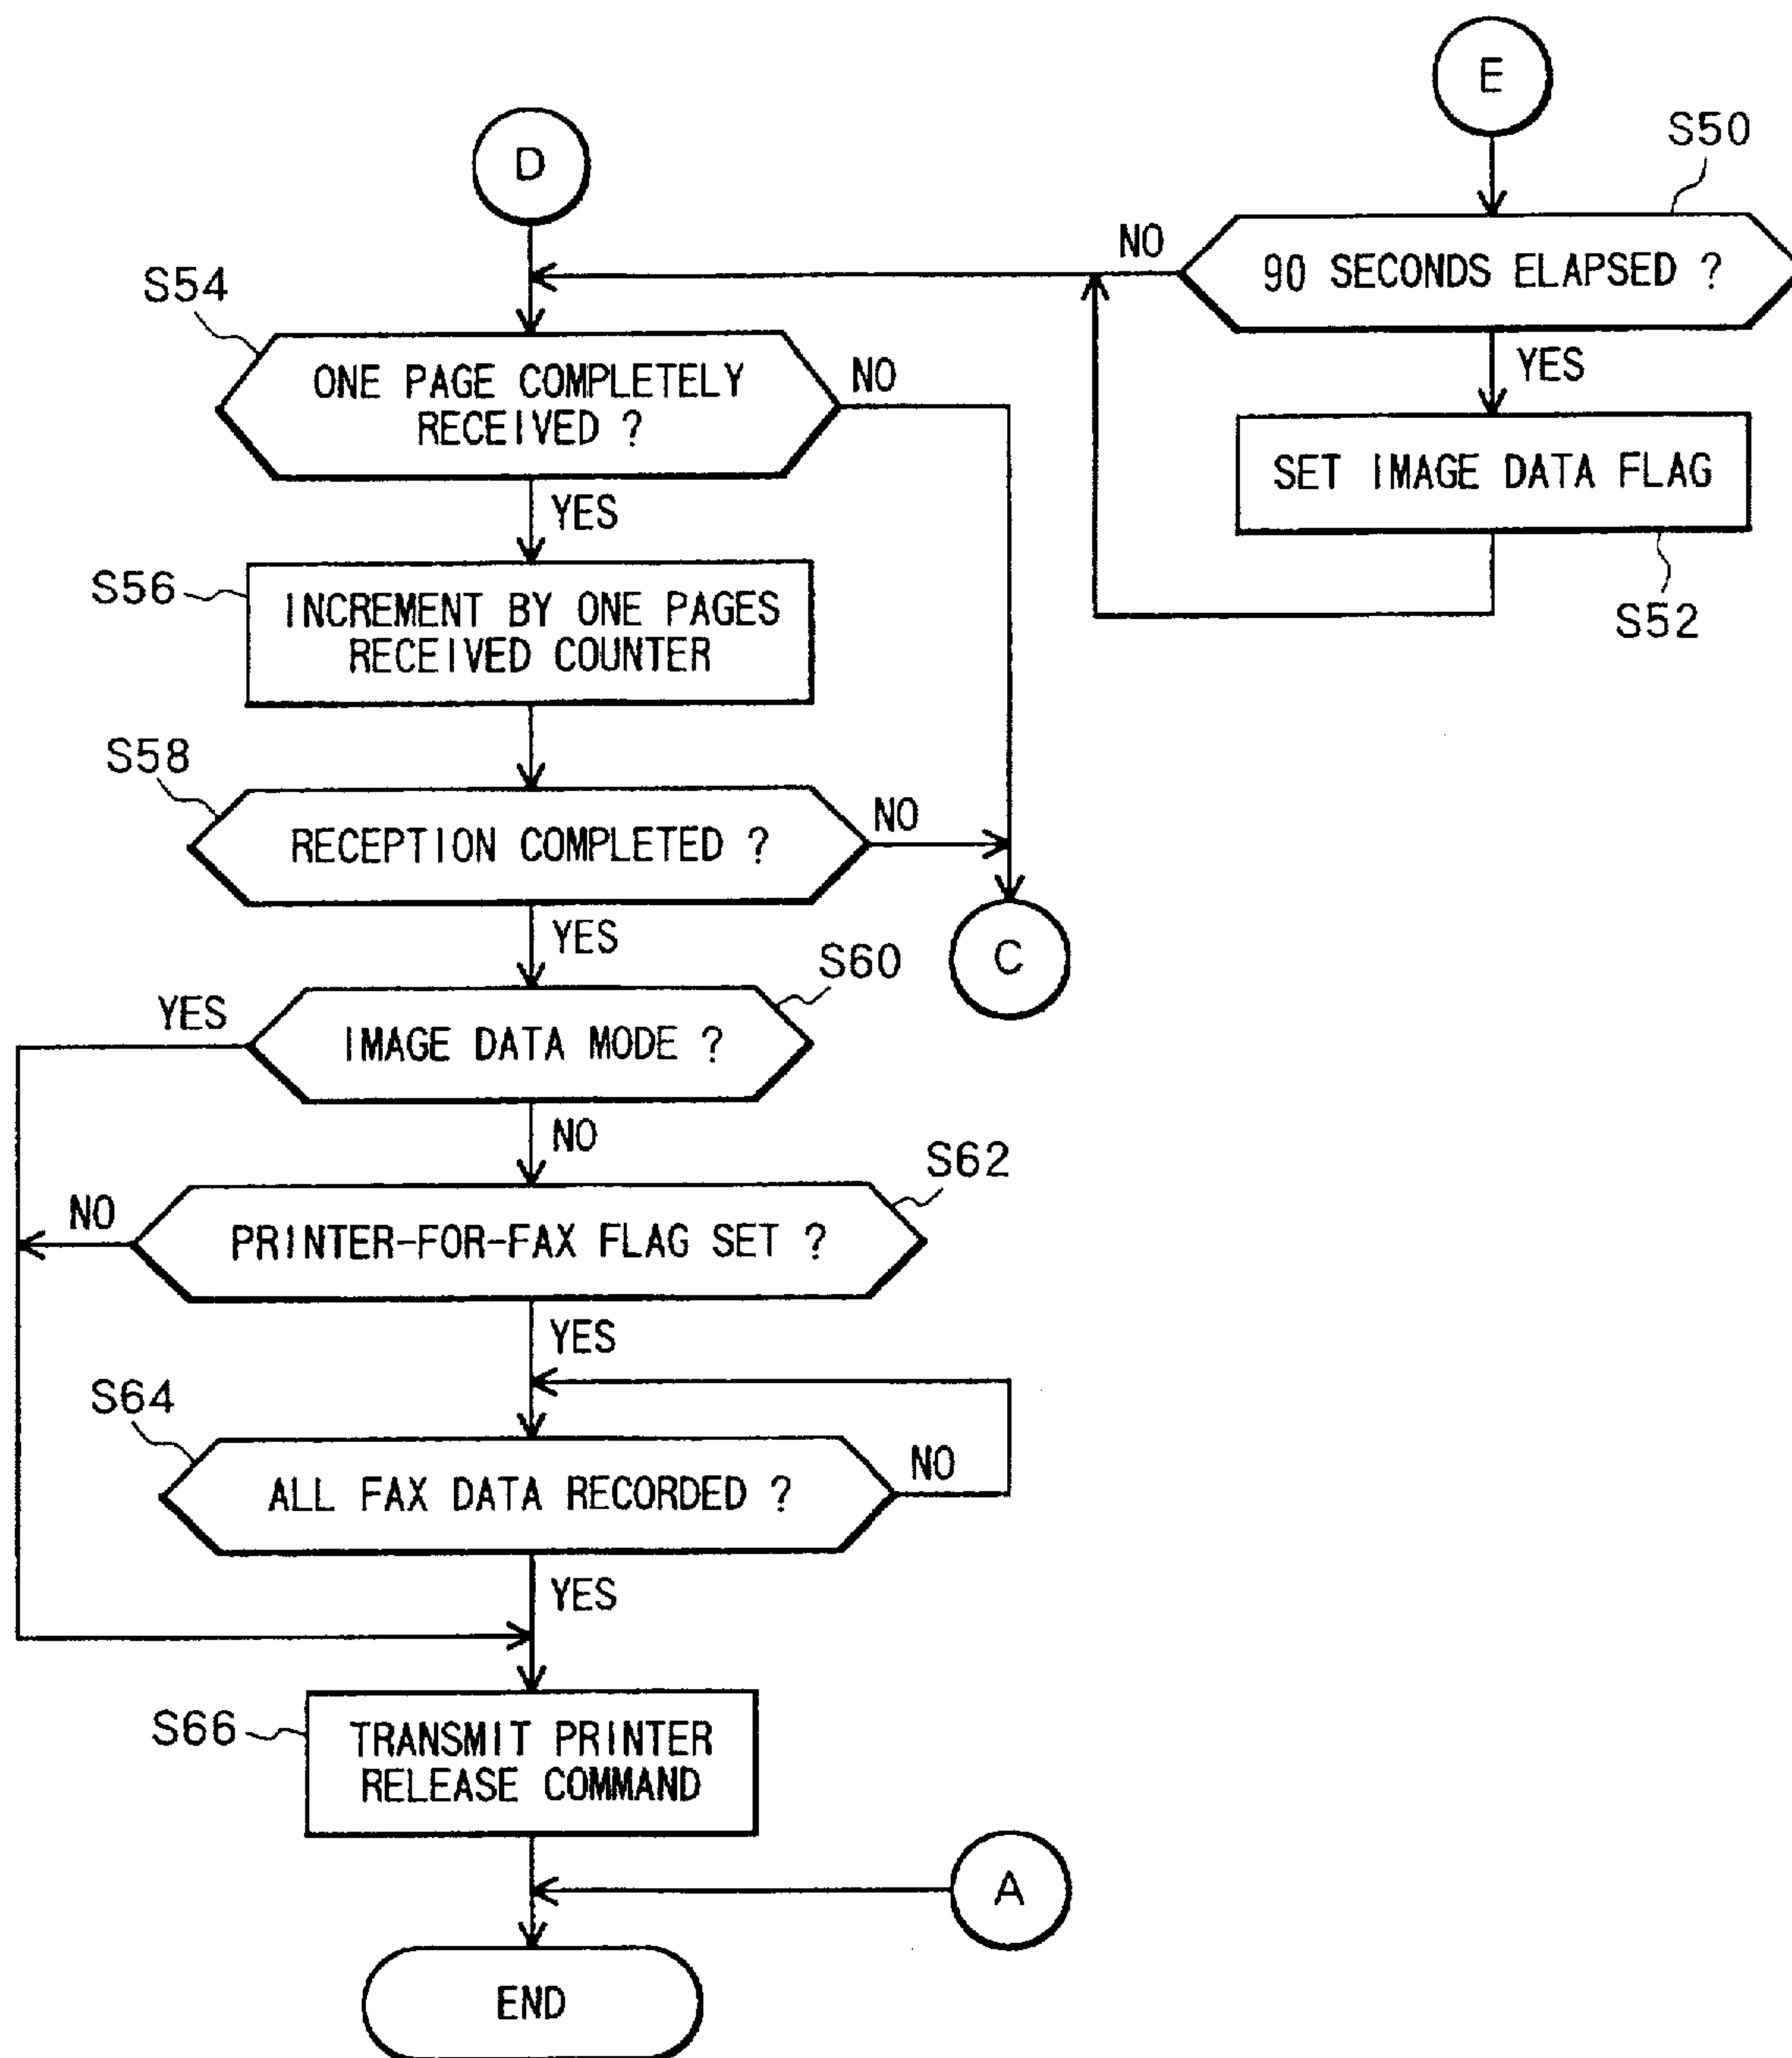 E
S50
D
NO
90 SECONDS ELAPSED ?
S54
YES
ONE PAGE COMPLETELY
RECEIVED ?
NO
SET IMAGE DATA FLAG
YES
S52
S56
INCREMENT BY ONE PAGES
RECEIVED COUNTER
S58
NO
RECEPTION COMPLETED ?
YES
C
S60
YES
IMAGE DATA MODE ?
NO
S62
NO
PRINTER-FOR-FAX FLAG SET ?
YES
S64
NO
ALL FAX DATA RECORDED ?
YES
S66
TRANSMIT PRINTER
RELEASE COMMAND
A
END